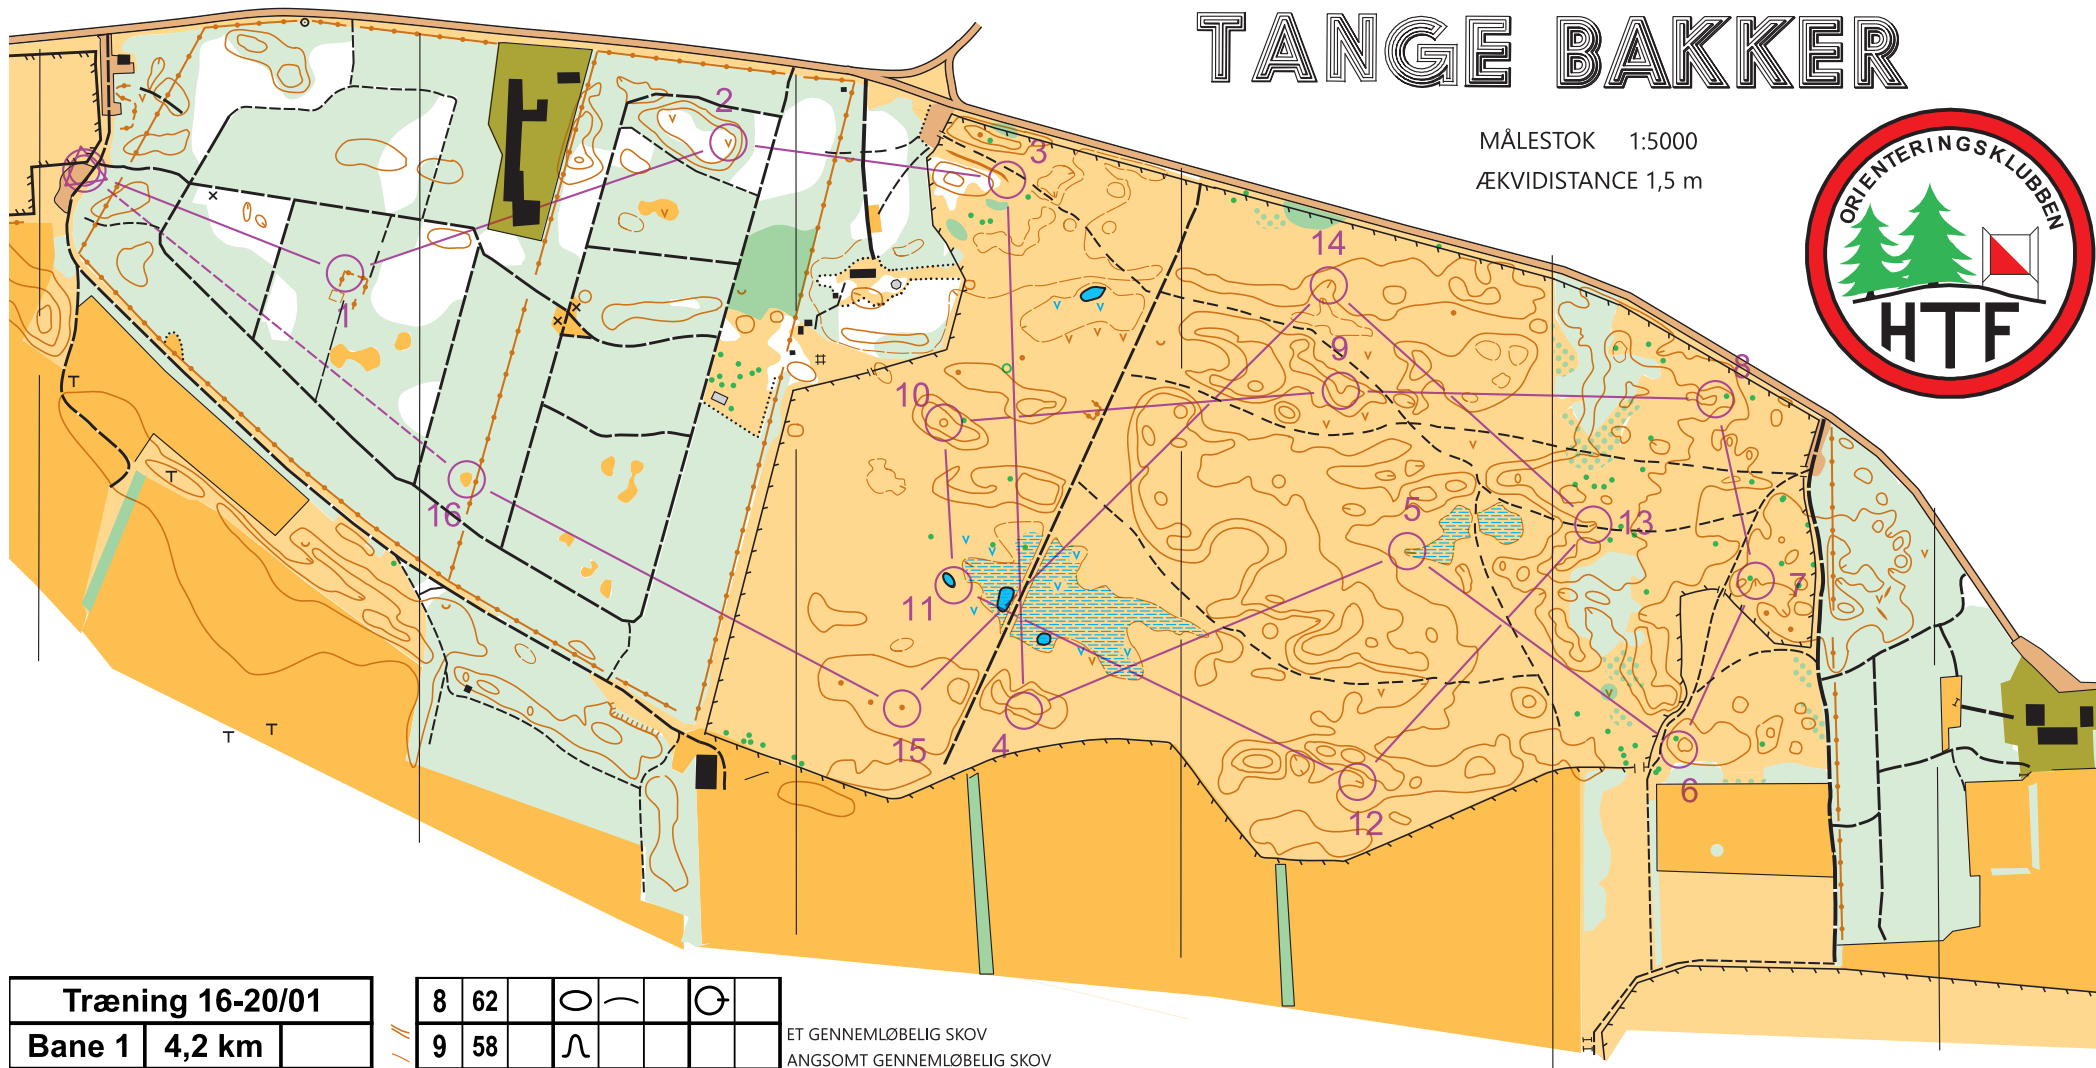 TANGE BAKKER
MÅLESTOK 1:5000
ÆKVIDISTANCE 1,5 m
ORIENTERINGSKLUBBEN
HTF
2
3
14
1
9
8
10
5
16
13
11
7
15
4
6
12
Træning 16-20/01
Bane 1 4,2 km
8 62
9 58
ET GENNEMLØBELIG SKOV
ANGSOMT GENNEMLØBELIG SKOV